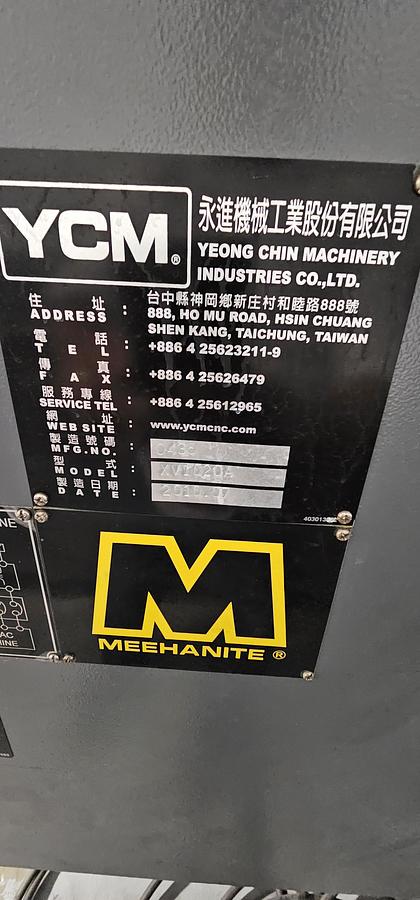 YCM®
永進機械工業股份有限公司
YEONG CHIN MACHINERY
INDUSTRIES CO.,LTD.
住 址 : 台中縣神岡鄉新庄村和睦路888號
ADDRESS 888, HO MU ROAD, HSIN CHUANG
SHEN KANG, TAICHUNG, TAIWAN
電 話 : +886 4 25623211-9
TEL
傳 真 : +886 4 25626479
FAX
服務專線 : +886 4 25612965
SERVICE TEL
網 址 : www.ycmcnc.com
WEB SITE
製造號碼 :
MFG.NO.
型 式 : XV1020A
MODEL
製造日期 :
DATE
MEEHANITE ®
NE
AC
HINE